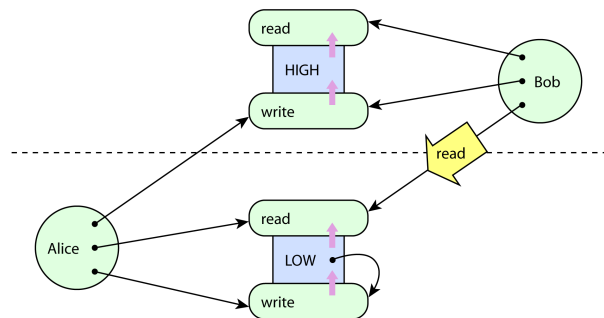 read
HIGH
write
Bob
read
Alice
read
LOW
write